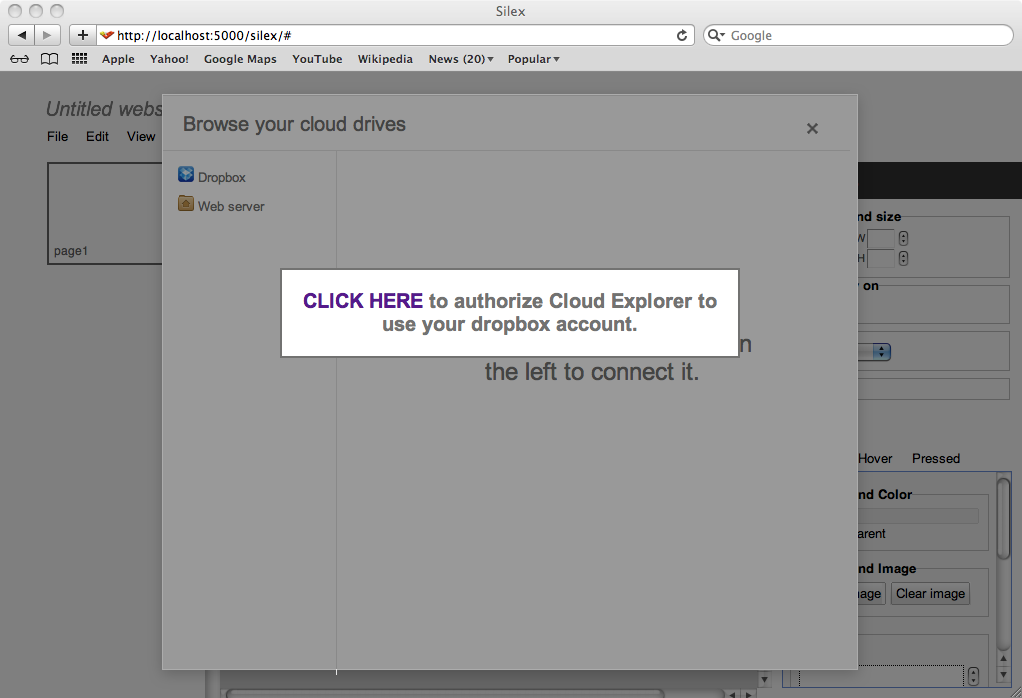 Silex
http://localhost:5000/silex/#
Google
Apple Yahoo! Google Maps YouTube Wikipedia News (20) Popular
Untitled webs
File Edit View
Browse your cloud drives
×
Dropbox
Web server
page1
CLICK HERE to authorize Cloud Explorer to
use your dropbox account.
n
the left to connect it.
nd size
W
H
on
Hover Pressed
nd Color
arent
nd Image
age Clear image